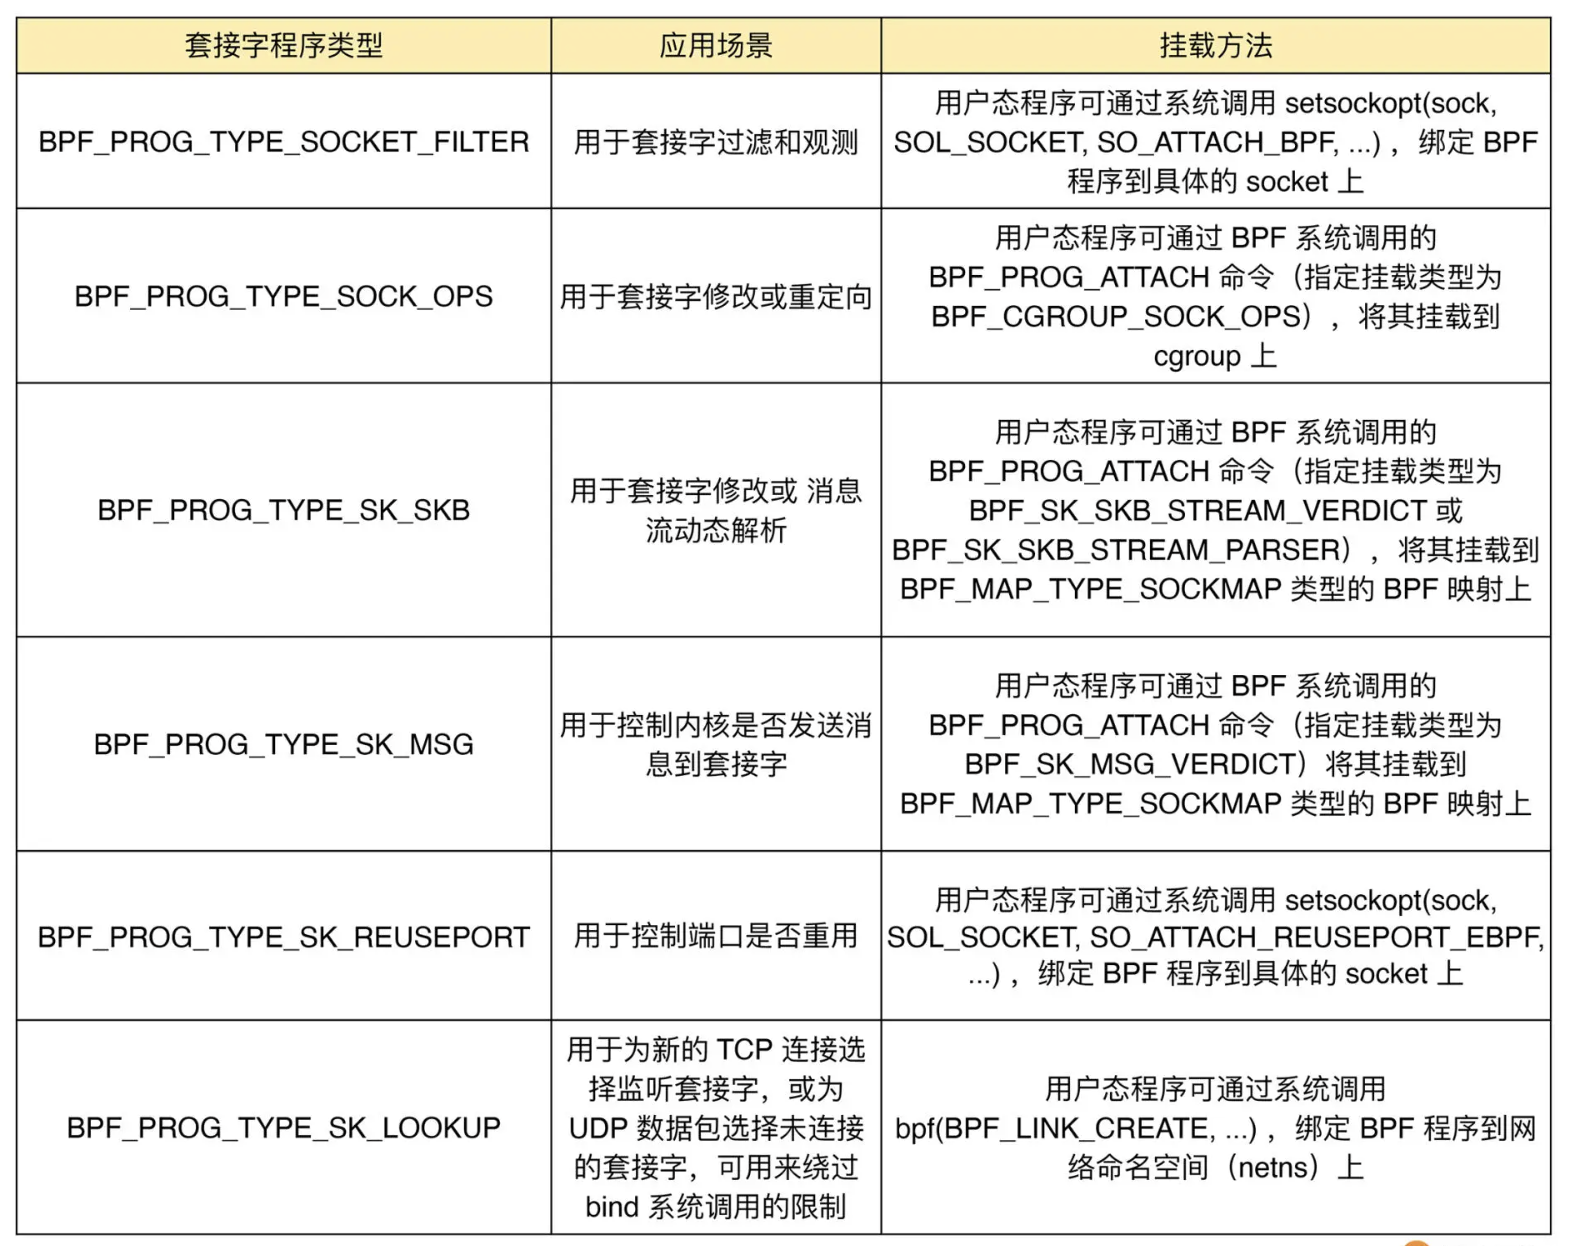 套接字程序类型
应用场景
挂载方法
BPF_PROG_TYPE_SOCKET_FILTER
用于套接字过滤和观测
用户态程序可通过系统调用 setsockopt(sock,
SOL_SOCKET, SO_ATTACH_BPF, ...) ，绑定 BPF
程序到具体的 socket 上
BPF_PROG_TYPE_SOCK_OPS
用于套接字修改或重定向
用户态程序可通过 BPF 系统调用的
BPF_PROG_ATTACH 命令（指定挂载类型为
BPF_CGROUP_SOCK_OPS），将其挂载到
cgroup 上
BPF_PROG_TYPE_SK_SKB
用于套接字修改或 消息
流动态解析
用户态程序可通过 BPF 系统调用的
BPF_PROG_ATTACH 命令（指定挂载类型为
BPF_SK_SKB_STREAM_VERDICT 或
BPF_SK_SKB_STREAM_PARSER），将其挂载到
BPF_MAP_TYPE_SOCKMAP 类型的 BPF 映射上
BPF_PROG_TYPE_SK_MSG
用于控制内核是否发送消
息到套接字
用户态程序可通过 BPF 系统调用的
BPF_PROG_ATTACH 命令（指定挂载类型为
BPF_SK_MSG_VERDICT）将其挂载到
BPF_MAP_TYPE_SOCKMAP 类型的 BPF 映射上
BPF_PROG_TYPE_SK_REUSEPORT
用于控制端口是否重用
用户态程序可通过系统调用 setsockopt(sock,
SOL_SOCKET, SO_ATTACH_REUSEPORT_EBPF,
...) ，绑定 BPF 程序到具体的 socket 上
BPF_PROG_TYPE_SK_LOOKUP
用于为新的 TCP 连接选
择监听套接字，或为
UDP 数据包选择未连接
的套接字，可用来绕过
bind 系统调用的限制
用户态程序可通过系统调用
bpf(BPF_LINK_CREATE, ...) ，绑定 BPF 程序到网
络命名空间（netns）上